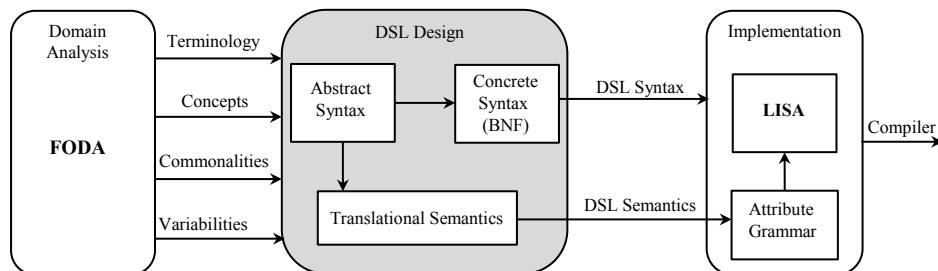 Domain
Analysis
FODA
Terminology
Concepts
Commonalities
Variabilities
DSL Design
Abstract
Syntax
Concrete
Syntax
(BNF)
Translational Semantics
DSL Syntax
DSL Semantics
Implementation
LISA
Attribute
Grammar
Compiler